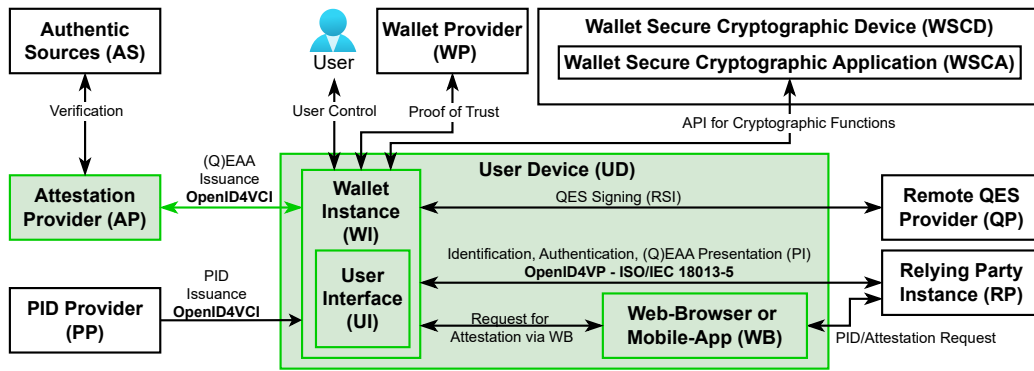 Authentic
Sources (AS)
User
Wallet Provider
(WP)
Wallet Secure Cryptographic Device (WSCD)
Wallet Secure Cryptographic Application (WSCA)
Verification
User Control
Proof of Trust
API for Cryptographic Functions
Attestation
Provider (AP)
(Q)EAA
Issuance
OpenID4VCI
User Device (UD)
Wallet
Instance
(WI)
QES Signing (RSI)
Remote QES
Provider (QP)
User
Interface
(UI)
Identification, Authentication, (Q)EAA Presentation (PI)
OpenID4VP - ISO/IEC 18013-5
Relying Party
Instance (RP)
PID Provider
(PP)
PID
Issuance
OpenID4VCI
Request for
Attestation via WB
Web-Browser or
Mobile-App (WB)
PID/Attestation Request